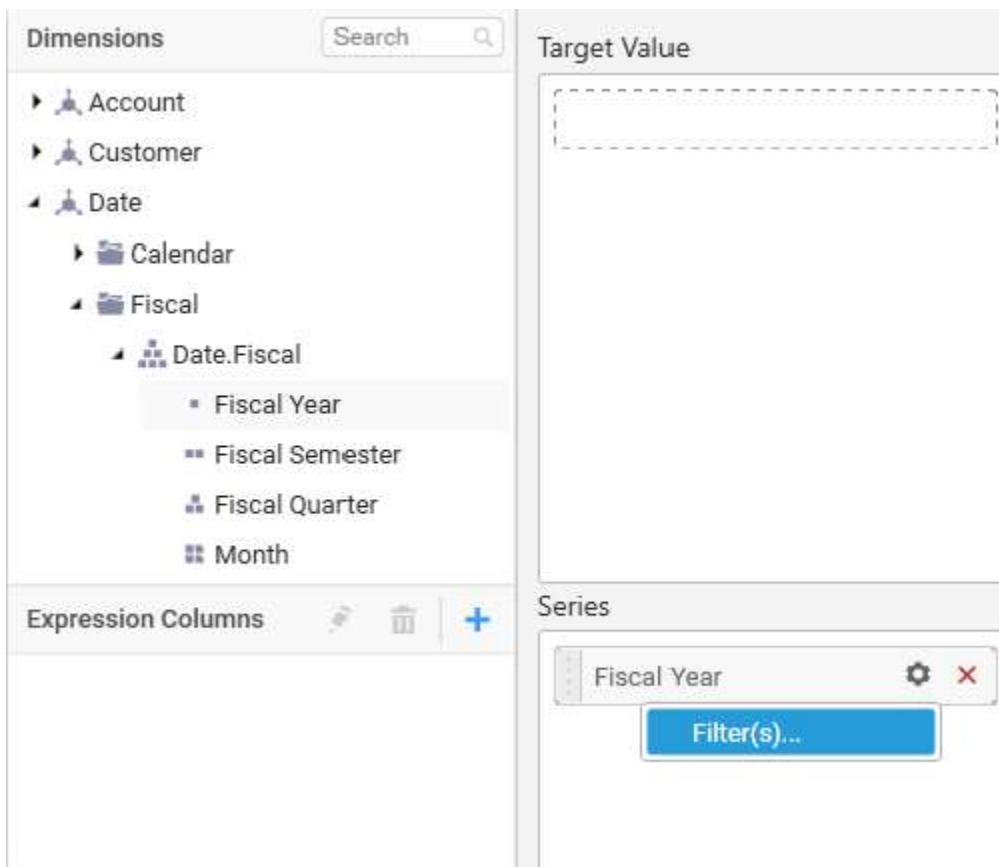 Dimensions
Search
Account
Customer
Date
Calendar
Fiscal
Date.Fiscal
Fiscal Year
Fiscal Semester
Fiscal Quarter
Month
Expression Columns
Target Value
Series
Fiscal Year
Filter(s)...